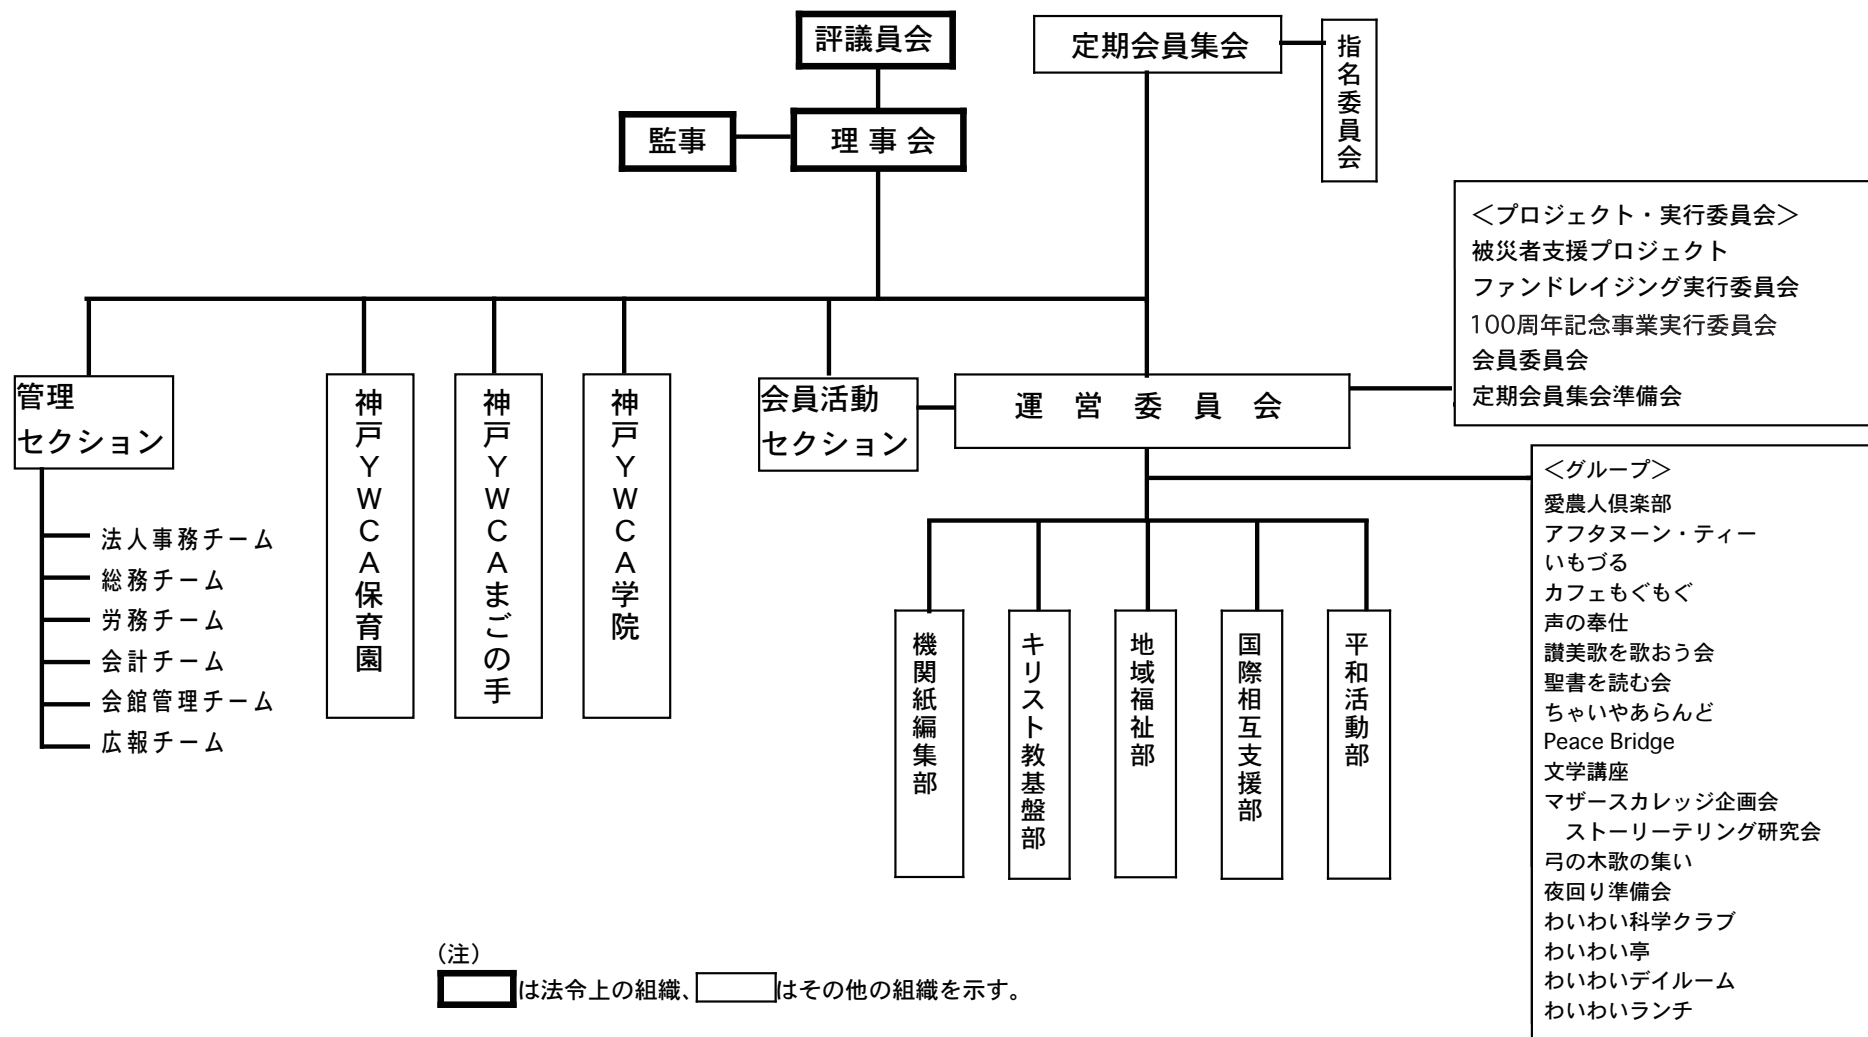 評議員会
定期会員集会
指名委員会
監事
理事会
＜プロジェクト・実行委員会＞
被災者支援プロジェクト
ファンドレイジング実行委員会
100周年記念事業実行委員会
会員委員会
定期会員集会準備会
管理
セクション
神戸YWCA保育園
神戸YWCAまごの手
神戸YWCA学院
会員活動
セクション
運営委員会
法人事務チーム
総務チーム
労務チーム
会計チーム
会館管理チーム
広報チーム
機関紙編集部
キリスト教基盤部
地域福祉部
国際相互支援部
平和活動部
＜グループ＞
愛農人倶楽部
アフタヌーン・ティー
いもづる
カフェもぐもぐ
声の奉仕
讃美歌を歌おう会
聖書を読む会
ちゃいやあらんど
Peace Bridge
文学講座
マザースカレッジ企画会
ストーリーテリング研究会
弓の木歌の集い
夜回り準備会
わいわい科学クラブ
わいわい亭
わいわいデイルーム
わいわいランチ
（注）
は法令上の組織、はその他の組織を示す。